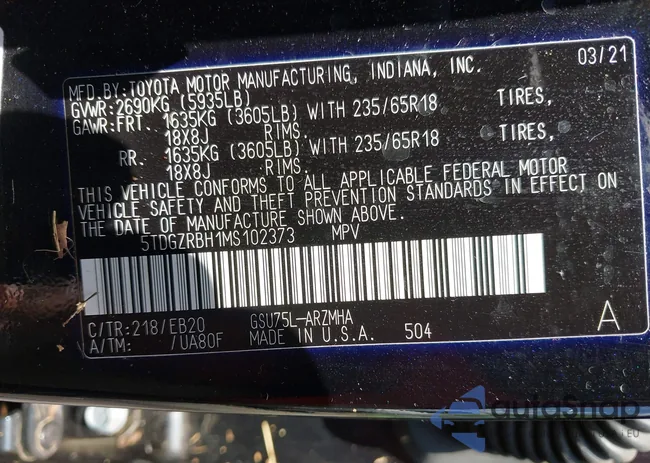 MFD. BY: TOYOTA MOTOR MANUFACTURING, INDIANA, INC. 03/21
GVWR:2690KG (5935LB)
GAWR:FRT. 1635KG (3605LB) WITH 235/65R18 TIRES,
18X8J RIMS.
RR. 1635KG (3605LB) WITH 235/65R18 TIRES,
18X8J RIMS.
THIS VEHICLE CONFORMS TO ALL APPLICABLE FEDERAL MOTOR
VEHICLE SAFETY AND THEFT PREVENTION STANDARDS IN EFFECT ON
THE DATE OF MANUFACTURE SHOWN ABOVE.
5TDGZRBH1MS102373 MPV
C/TR:218/EB20 GSU75L-ARZMHA
A/TM: /UA80F MADE IN U.S.A. 504 A
autoSnap